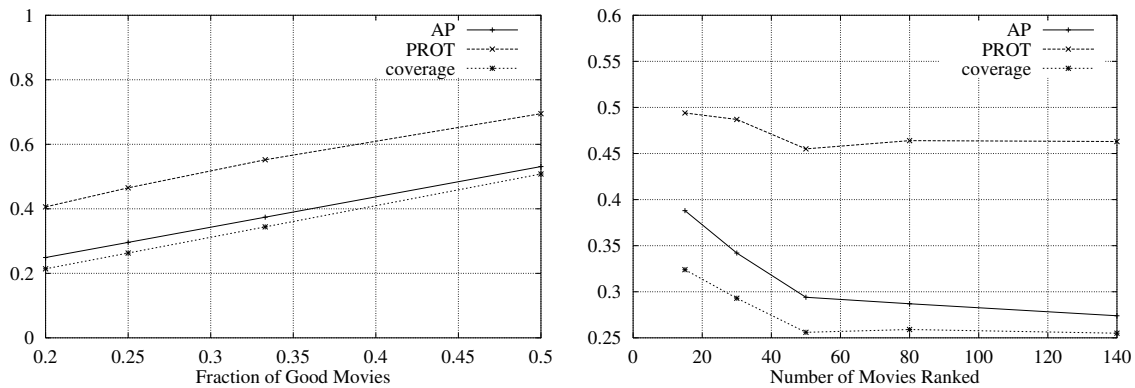 1
0.8
0.6
0.4
0.2
0
0.2 0.25 0.3 0.35 0.4 0.45 0.5
Fraction of Good Movies
AP
PROT
coverage
0.6
0.55
0.5
0.45
0.4
0.35
0.3
0.25
0 20 40 60 80 100 120 140
Number of Movies Ranked
AP
PROT
coverage